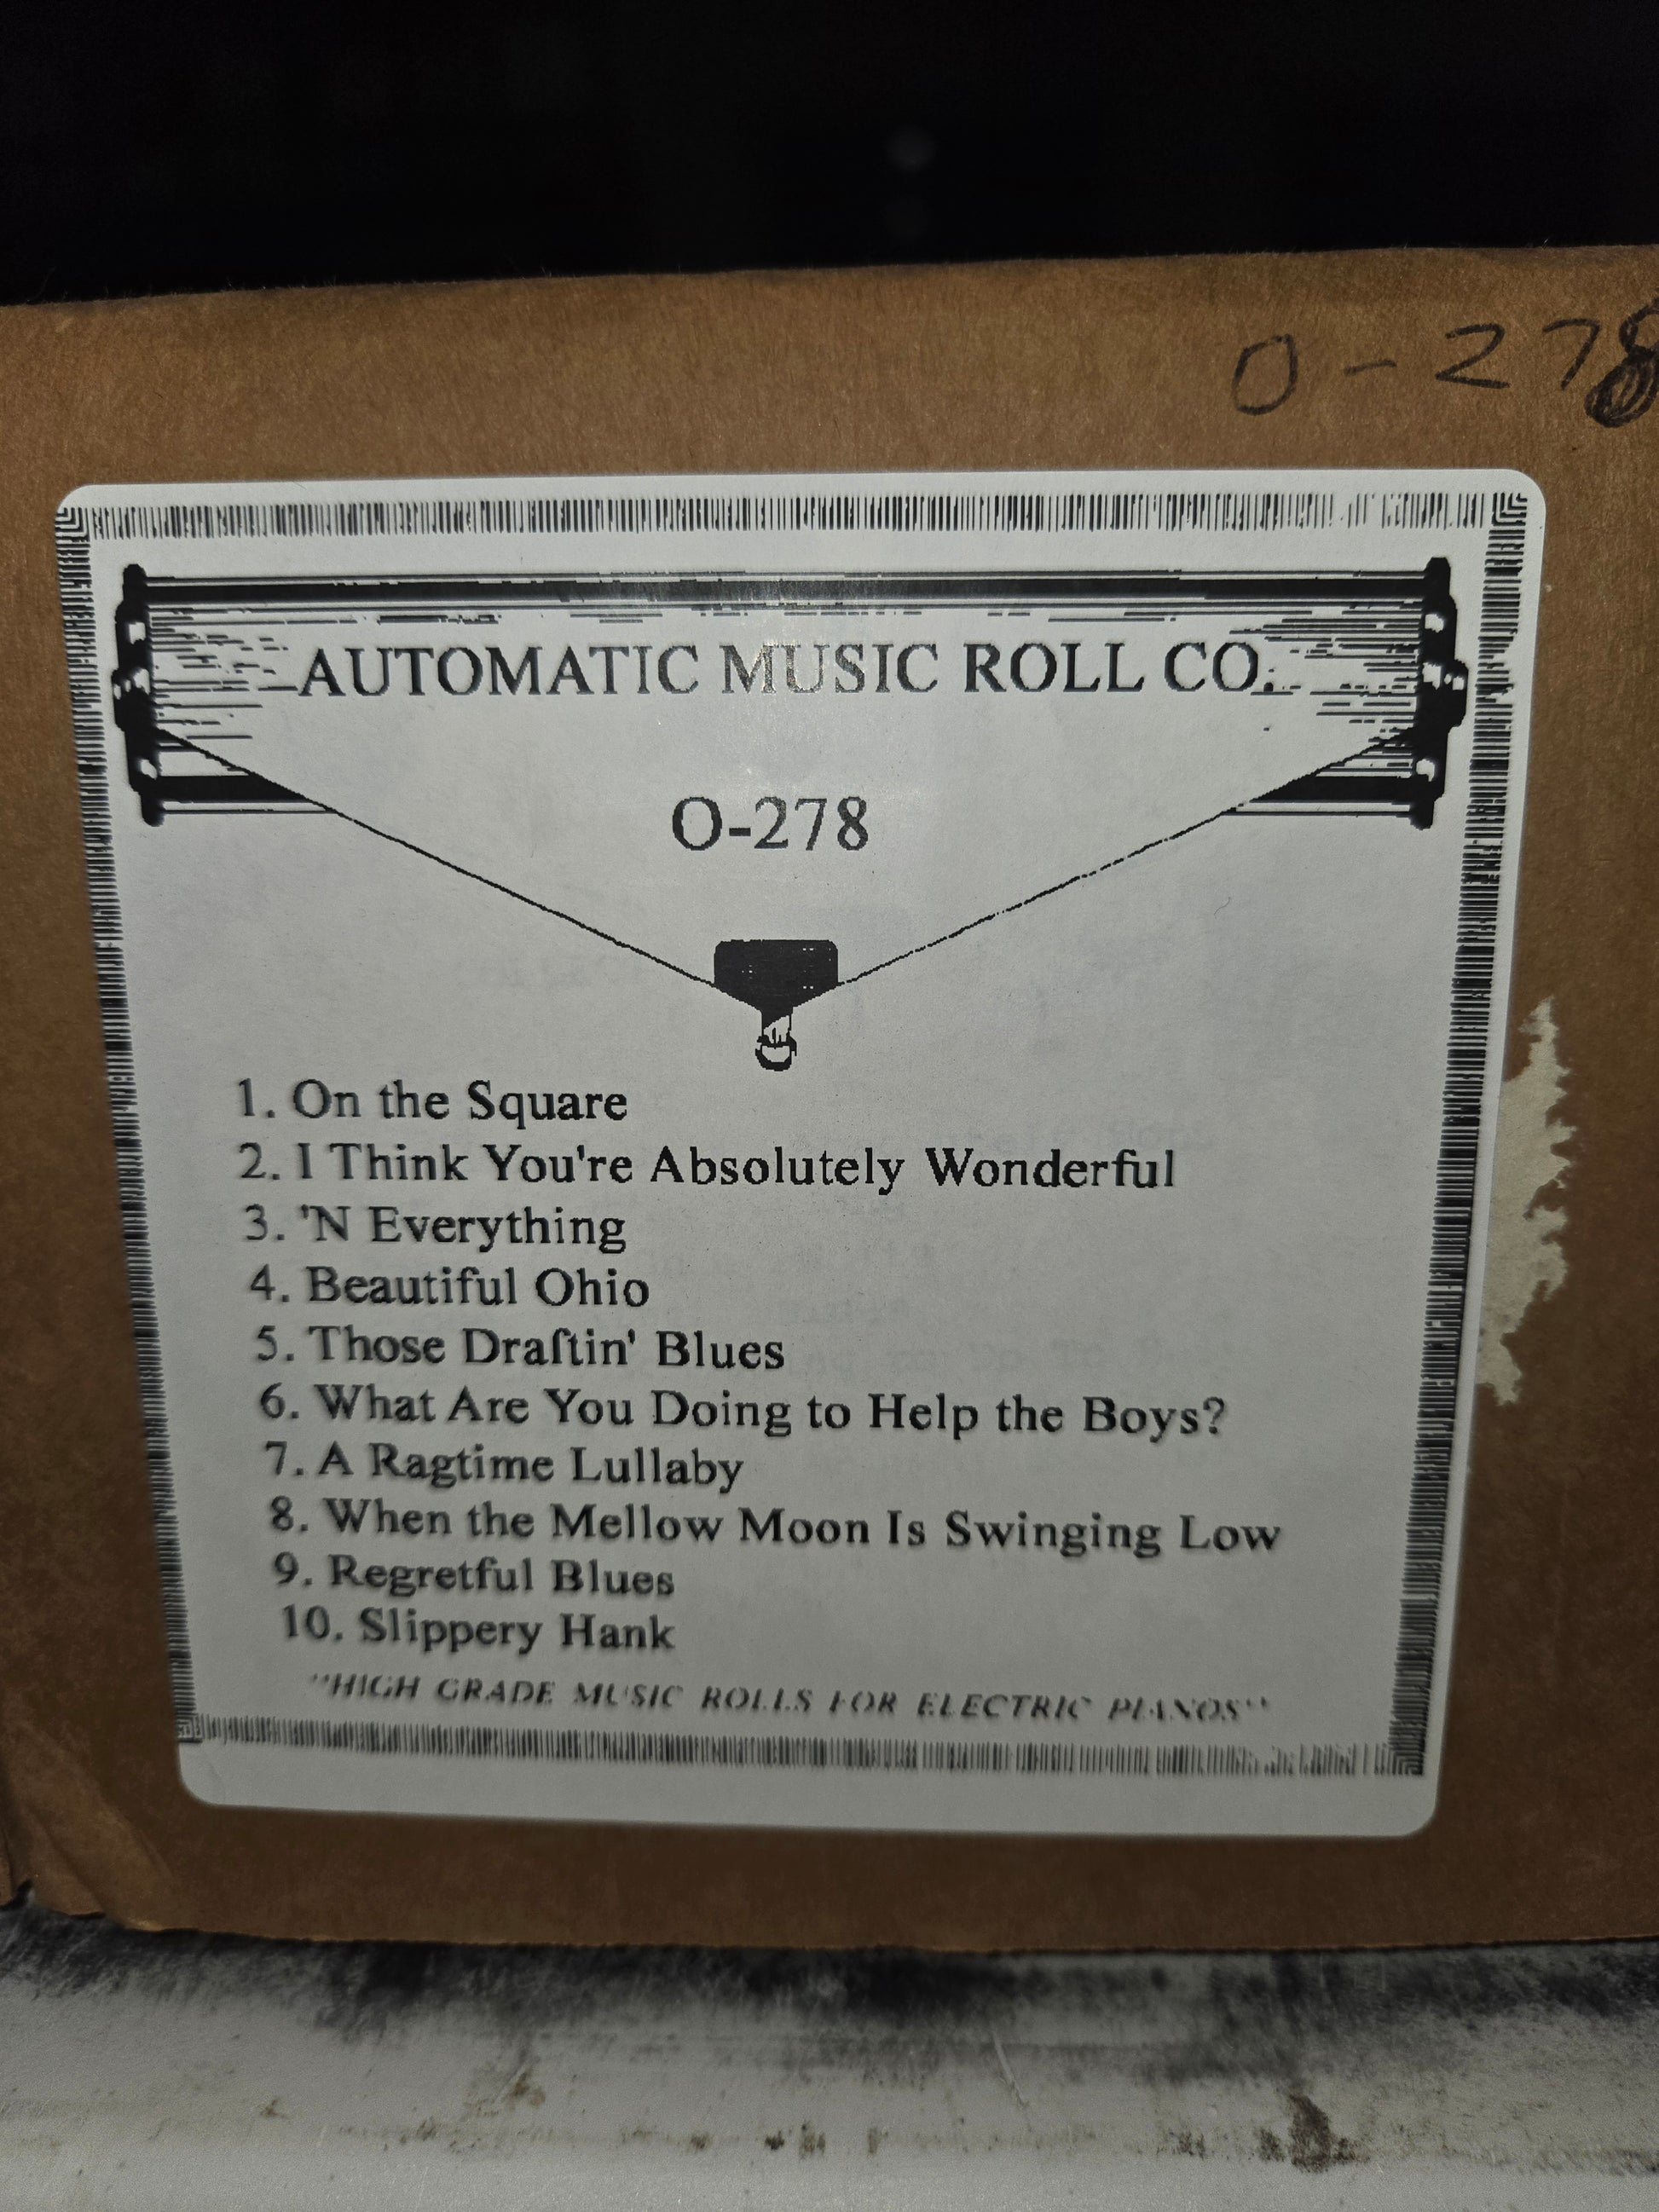 O-278
AUTOMATIC MUSIC ROLL CO.
O-278
1. On the Square
2. I Think You're Absolutely Wonderful
3. 'N Everything
4. Beautiful Ohio
5. Those Draftin' Blues
6. What Are You Doing to Help the Boys?
7. A Ragtime Lullaby
8. When the Mellow Moon Is Swinging Low
9. Regretful Blues
10. Slippery Hank
"HIGH GRADE MUSIC ROLLS FOR ELECTRIC PIANOS"